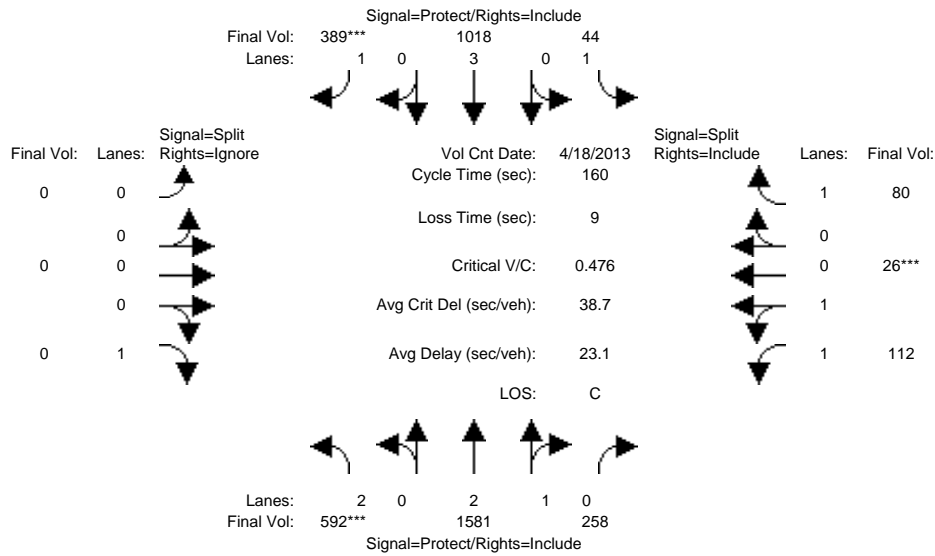 Signal=Protect/Rights=Include
Final Vol: 389*** 1018 44
Lanes: 1 0 3 0 1
Signal=Split Signal=Split
Final Vol: Lanes: Rights=Ignore Vol Cnt Date: 4/18/2013 Rights=Include Lanes: Final Vol:
Cycle Time (sec): 160
0 0 1 80
Loss Time (sec): 9
0 0
0 0 Critical V/C: 0.476 0 26***
0 Avg Crit Del (sec/veh): 38.7 1
0 1 Avg Delay (sec/veh): 23.1 1 112
LOS: C
Lanes: 2 0 2 1 0
Final Vol: 592*** 1581 258
Signal=Protect/Rights=Include